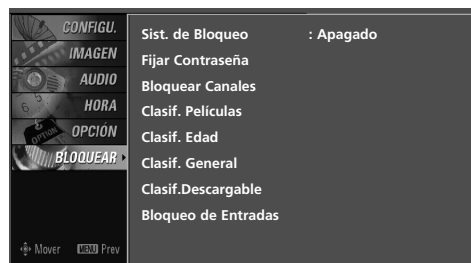 CONFIGU.
IMAGEN
AUDIO
HORA
OPCIÓN
BLOQUEAR
Mover MENU Prev
Sist. de Bloqueo : Apagado
Fijar Contraseña
Bloquear Canales
Clasif. Películas
Clasif. Edad
Clasif. General
Clasif.Descargable
Bloqueo de Entradas